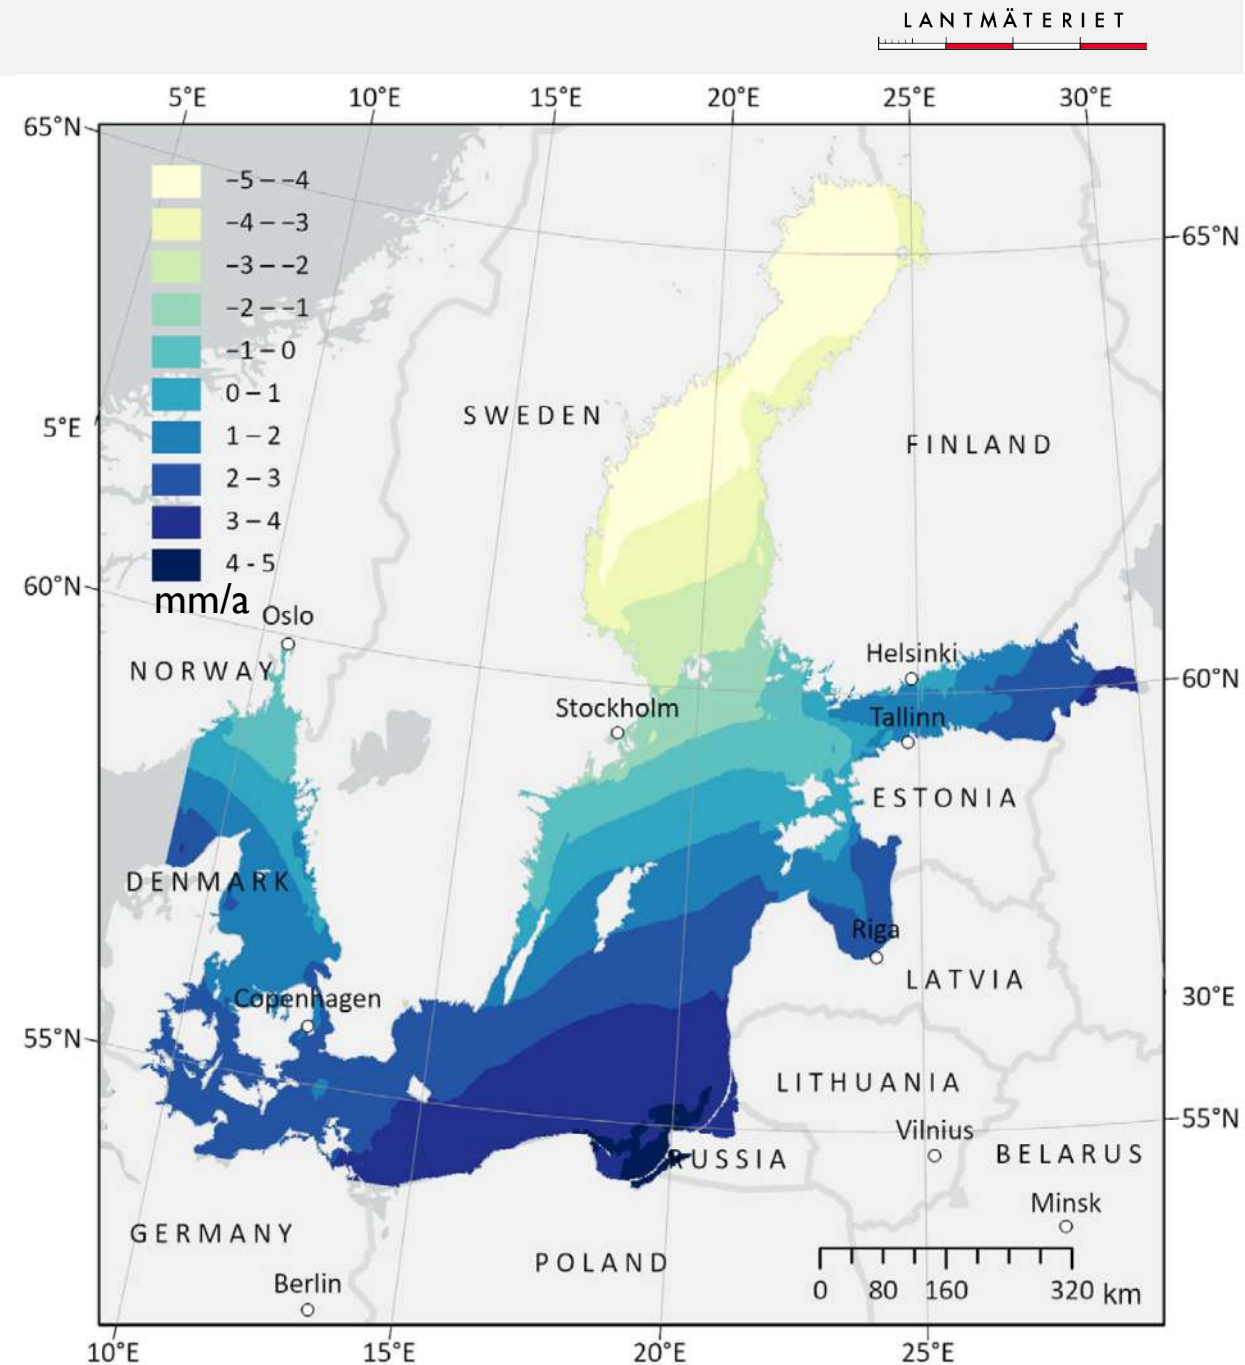 LANTMÄTERIET
5°E 10°E 15°E 20°E 25°E 30°E
65°N
−5 – −4
−4 – −3
65°N
−3 – −2
−2 – −1
−1 – 0
0 – 1
SWEDEN
5°E
1 – 2
FINLAND
2 – 3
3 – 4
4 - 5
60°N
mm/a
Oslo
Helsinki
NORWAY
60°N
Stockholm
Tallinn
ESTONIA
DENMARK
Riga
LATVIA
Copenhagen
30°E
55°N
LITHUANIA
55°N
Vilnius
RUSSIA
BELARUS
Minsk
GERMANY
POLAND
Berlin
0 80 160 320 km
10°E 15°E 20°E 25°E